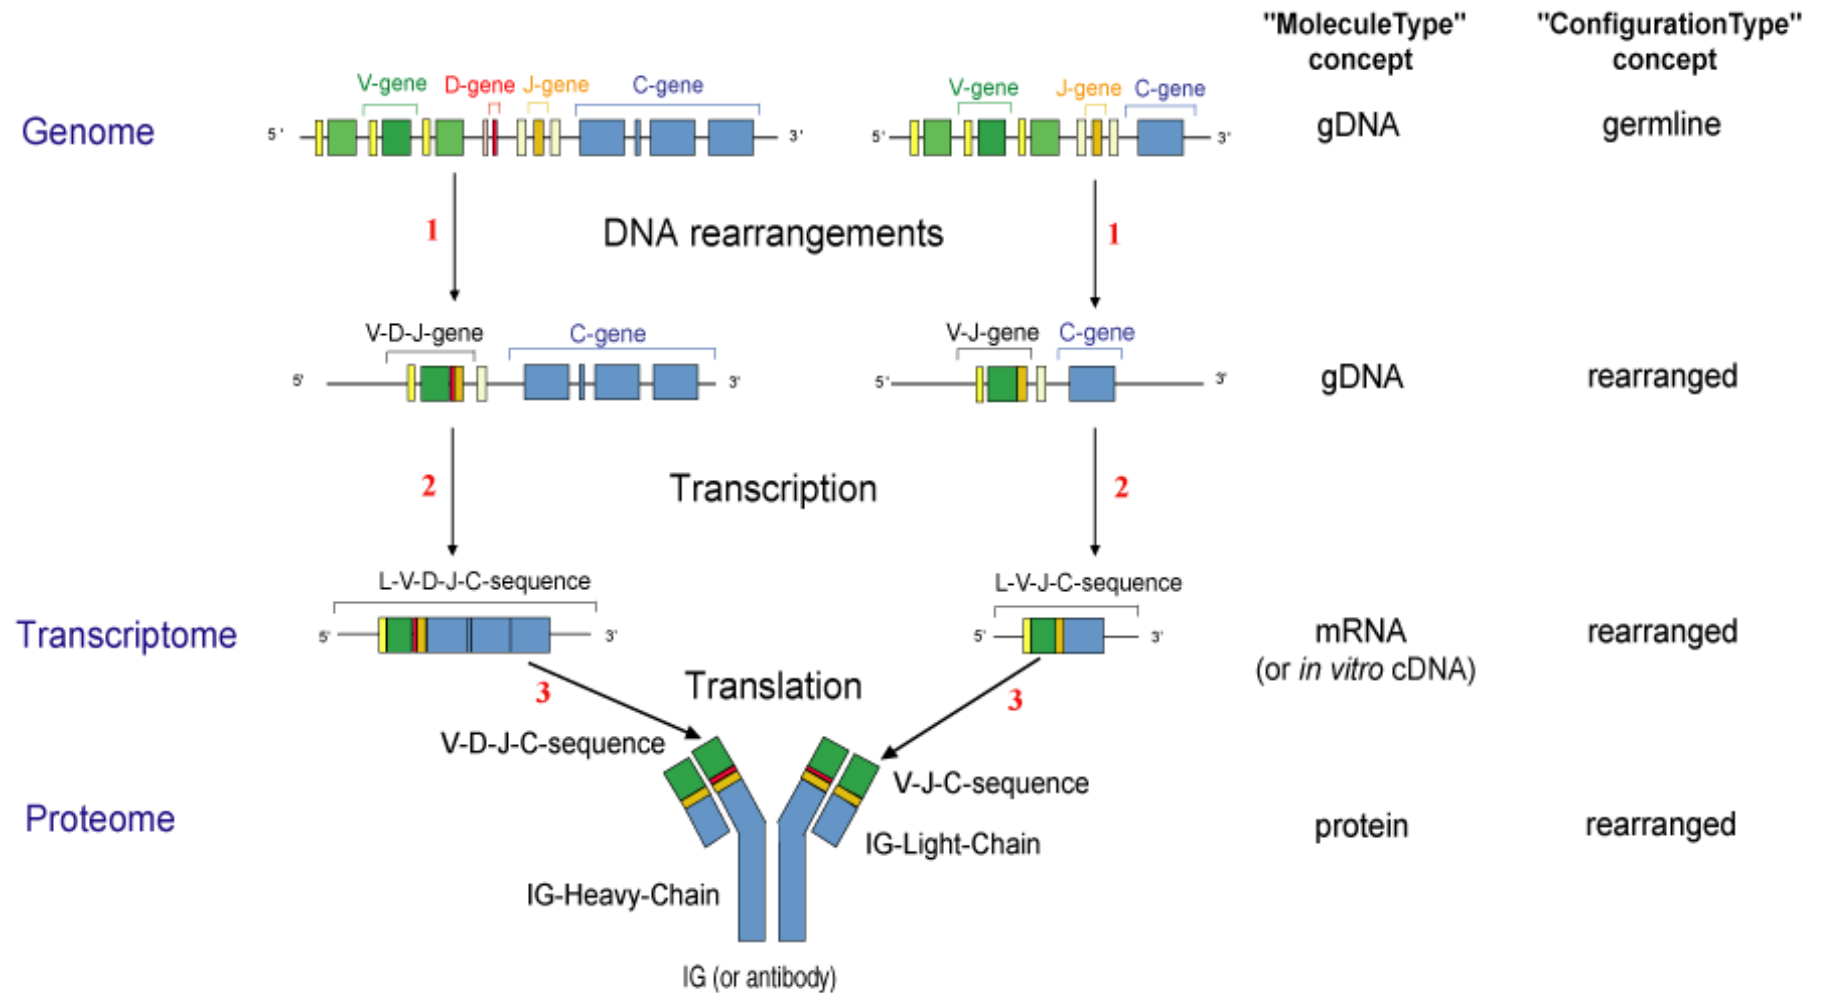 "MoleculeType" "ConfigurationType"
concept concept
V-gene D-gene J-gene C-gene V-gene J-gene C-gene
Genome 5' 3' 5' 3' gDNA germline
1 DNA rearrangements 1
V-D-J-gene C-gene V-J-gene C-gene
5' 3' 5' 3' gDNA rearranged
2 Transcription 2
L-V-D-J-C-sequence L-V-J-C-sequence
Transcriptome 5' 3' 5' 3' mRNA rearranged
(or in vitro cDNA)
3 Translation 3
V-D-J-C-sequence
V-J-C-sequence
Proteome protein rearranged
IG-Light-Chain
IG-Heavy-Chain
IG (or antibody)